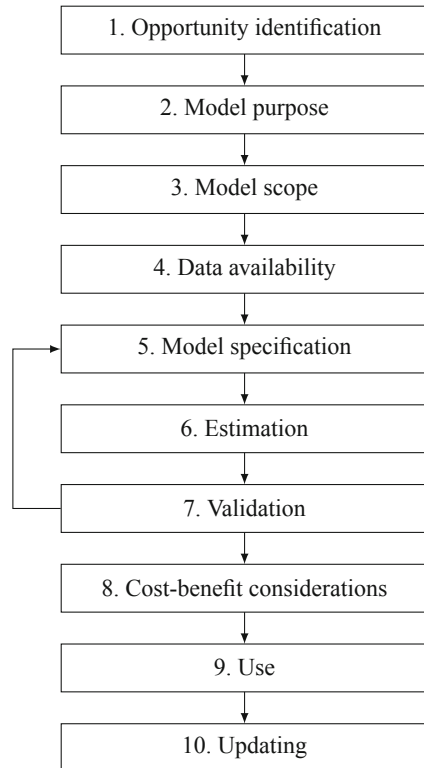 1. Opportunity identification
2. Model purpose
3. Model scope
4. Data availability
5. Model specification
6. Estimation
7. Validation
8. Cost-benefit considerations
9. Use
10. Updating